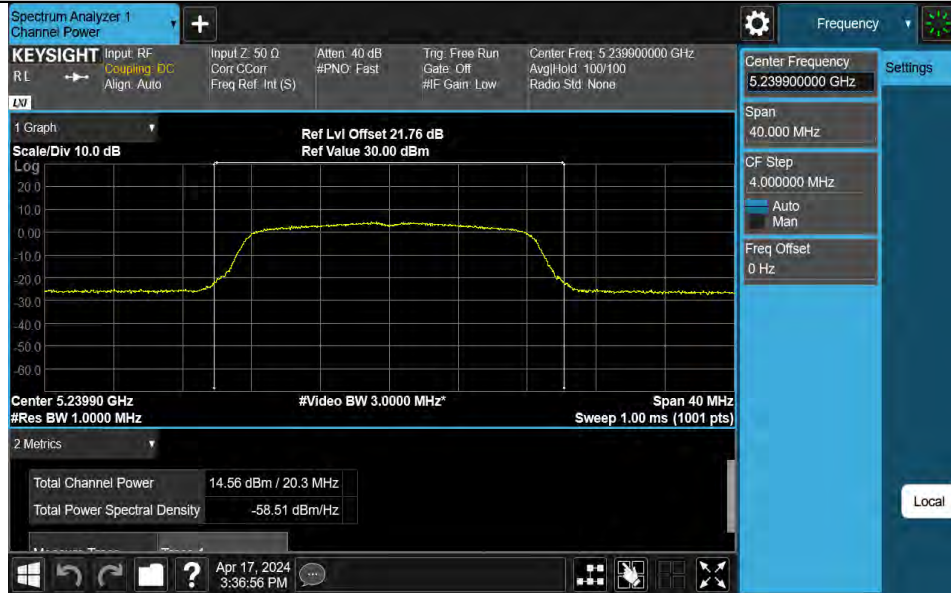 Spectrum Analyzer 1
Channel Power
Frequency
KEYSIGHT
RL
LXI
Input: RF
Coupling: DC
Align: Auto
Input Z: 50 Ω
Corr CCorr
Freq Ref: Int (S)
Atten: 40 dB
#PNO: Fast
Trig: Free Run
Gate: Off
#IF Gain: Low
Center Freq: 5.239900000 GHz
Avg|Hold: 100/100
Radio Std: None
Center Frequency
5.239900000 GHz
Settings
Span
40.000 MHz
CF Step
4.000000 MHz
Auto
Man
Freq Offset
0 Hz
Local
1 Graph
Scale/Div 10.0 dB
Ref Lvl Offset 21.76 dB
Ref Value 30.00 dBm
Log
20.0
10.0
0.00
-10.0
-20.0
-30.0
-40.0
-50.0
-60.0
Center 5.23990 GHz
#Res BW 1.0000 MHz
#Video BW 3.0000 MHz*
Span 40 MHz
Sweep 1.00 ms (1001 pts)
2 Metrics
Total Channel Power 14.56 dBm / 20.3 MHz
Total Power Spectral Density -58.51 dBm/Hz
Apr 17, 2024
3:36:56 PM